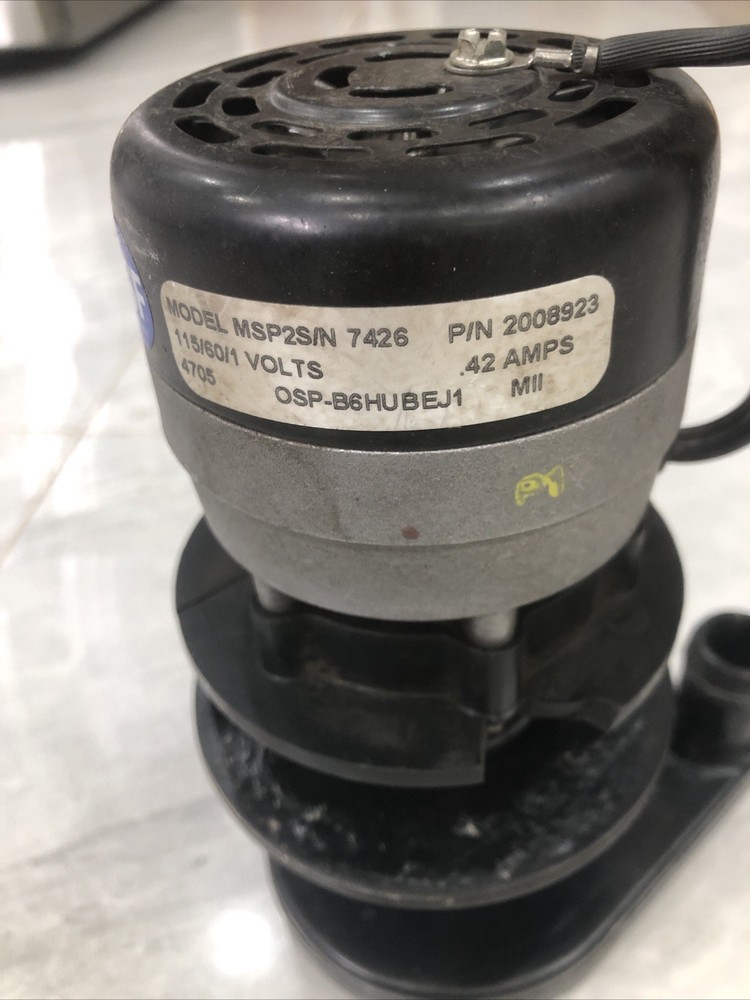 MODEL MSP2S/N 7426 P/N 2008923
115/60/1 VOLTS .42 AMPS
4705 OSP-B6HUBEJ1 MII